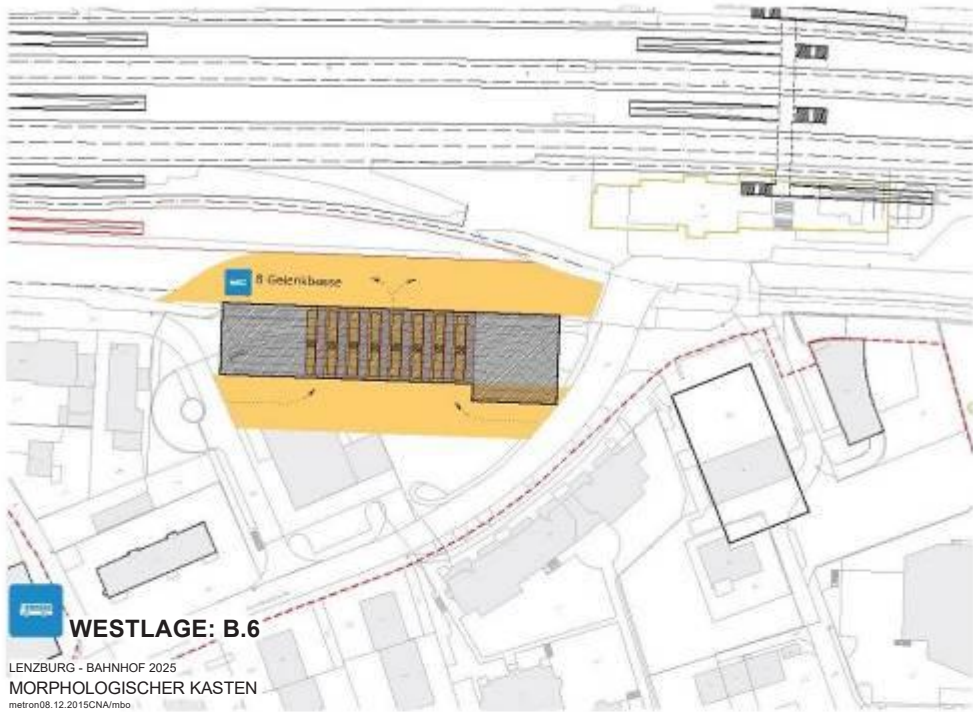 8 Gelenkbusse
WESTLAGE: B.6
LENZBURG - BAHNHOF 2025
MORPHOLOGISCHER KASTEN
metron08.12.2015CNA/mbo